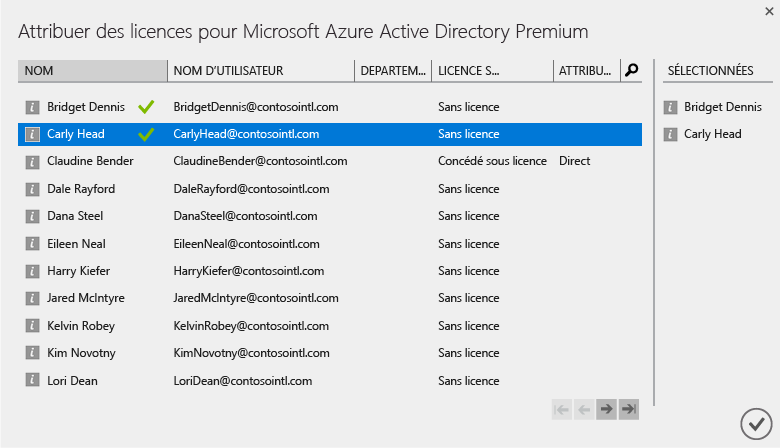 Attribuer des licences pour Microsoft Azure Active Directory Premium
NOM NOM D'UTILISATEUR DEPARTEM... LICENCE S... ATTRIBU... SÉLECTIONNÉES
Bridget Dennis BridgetDennis@contosointl.com Sans licence Bridget Dennis
Carly Head CarlyHead@contosointl.com Sans licence Carly Head
Claudine Bender ClaudineBender@contosointl.com Concédé sous licence Direct
Dale Rayford DaleRayford@contosointl.com Sans licence
Dana Steel DanaSteel@contosointl.com Sans licence
Eileen Neal EileenNeal@contosointl.com Sans licence
Harry Kiefer HarryKiefer@contosointl.com Sans licence
Jared McIntyre JaredMcIntyre@contosointl.com Sans licence
Kelvin Robey KelvinRobey@contosointl.com Sans licence
Kim Novotny KimNovotny@contosointl.com Sans licence
Lori Dean LoriDean@contosointl.com Sans licence